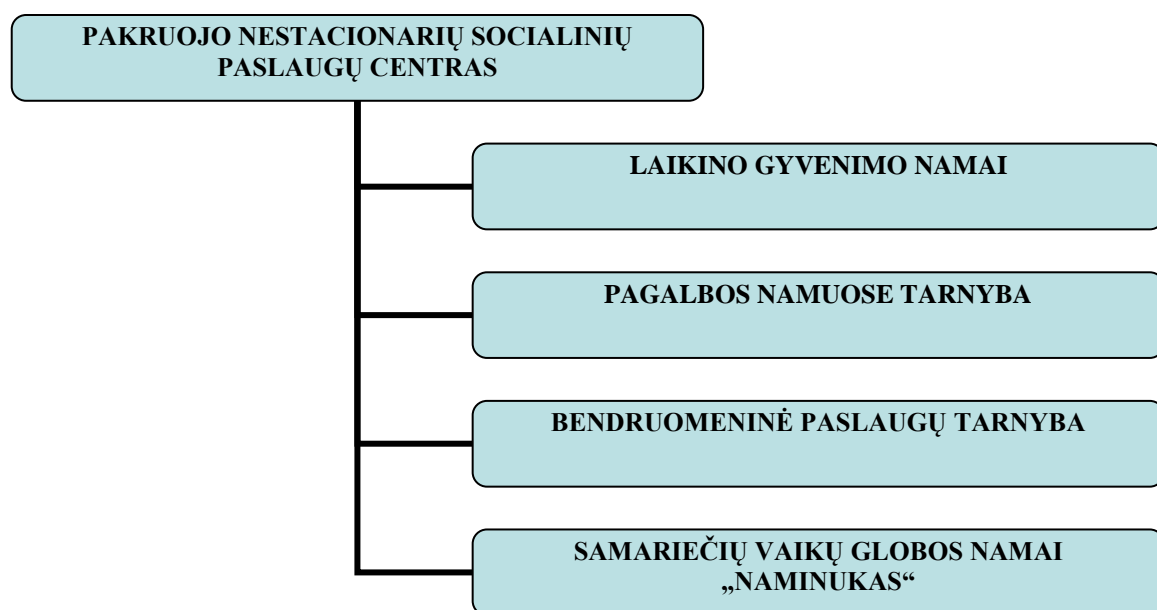 PAKRUOJO NESTACIONARIŲ SOCIALINIŲ
PASLAUGŲ CENTRAS
LAIKINO GYVENIMO NAMAI
PAGALBOS NAMUOSE TARNYBA
BENDRUOMENINĖ PASLAUGŲ TARNYBA
SAMARIEČIŲ VAIKŲ GLOBOS NAMAI
„NAMINUKAS“